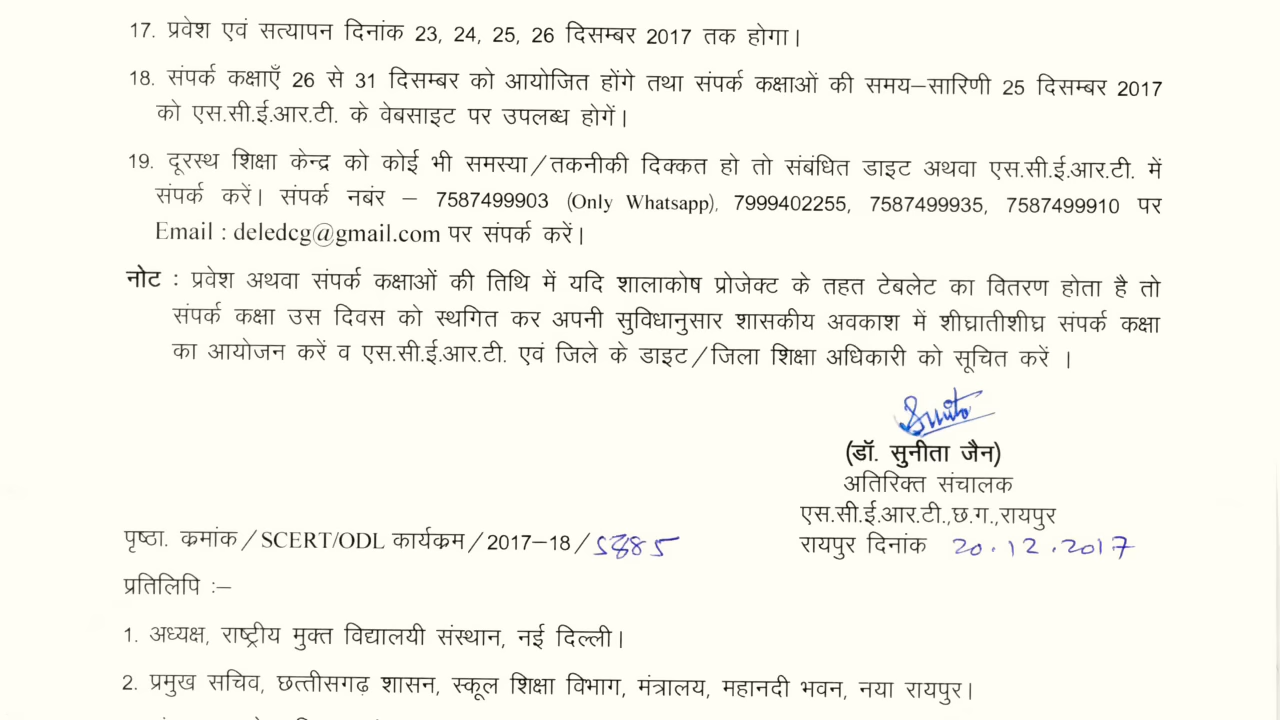 17. प्रवेश एवं सत्यापन दिनांक 23, 24, 25, 26 दिसम्बर 2017 तक होगा।
18. संपर्क कक्षाएँ 26 से 31 दिसम्बर को आयोजित होंगे तथा संपर्क कक्षाओं की समय–सारिणी 25 दिसम्बर 2017
को एस.सी.ई.आर.टी. के वेबसाइट पर उपलब्ध होगें।
19. दूरस्थ शिक्षा केन्द्र को कोई भी समस्या/तकनीकी दिक्कत हो तो संबंधित डाइट अथवा एस.सी.ई.आर.टी. में
संपर्क करें। संपर्क नबंर – 7587499903 (Only Whatsapp), 7999402255, 7587499935, 7587499910 पर
Email : deledcg@gmail.com पर संपर्क करें।
नोट : प्रवेश अथवा संपर्क कक्षाओं की तिथि में यदि शालाकोष प्रोजेक्ट के तहत टेबलेट का वितरण होता है तो
संपर्क कक्षा उस दिवस को स्थगित कर अपनी सुविधानुसार शासकीय अवकाश में शीघ्रातीशीघ्र संपर्क कक्षा
का आयोजन करें व एस.सी.ई.आर.टी. एवं जिले के डाइट/जिला शिक्षा अधिकारी को सूचित करें ।
(डॉ. सुनीता जैन)
अतिरिक्त संचालक
एस.सी.ई.आर.टी.,छ.ग.,रायपुर
पृष्ठा. क्रमांक/SCERT/ODL कार्यक्रम/2017–18/
रायपुर दिनांक 20.12.2017
प्रतिलिपि :–
1. अध्यक्ष, राष्ट्रीय मुक्त विद्यालयी संस्थान, नई दिल्ली।
2. प्रमुख सचिव, छत्तीसगढ़ शासन, स्कूल शिक्षा विभाग, मंत्रालय, महानदी भवन, नया रायपुर।